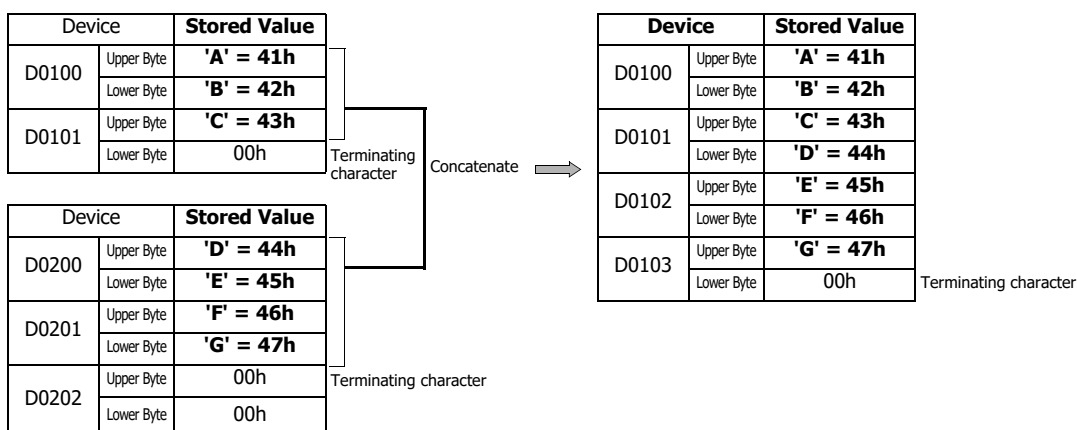 Device Stored Value
D0100 Upper Byte 'A' = 41h
Lower Byte 'B' = 42h
D0101 Upper Byte 'C' = 43h
Lower Byte 00h
Terminating
character
Device Stored Value
D0200 Upper Byte 'D' = 44h
Lower Byte 'E' = 45h
D0201 Upper Byte 'F' = 46h
Lower Byte 'G' = 47h
D0202 Upper Byte 00h Terminating character
Lower Byte 00h
Concatenate
Device Stored Value
D0100 Upper Byte 'A' = 41h
Lower Byte 'B' = 42h
D0101 Upper Byte 'C' = 43h
Lower Byte 'D' = 44h
D0102 Upper Byte 'E' = 45h
Lower Byte 'F' = 46h
D0103 Upper Byte 'G' = 47h
Lower Byte 00h Terminating character